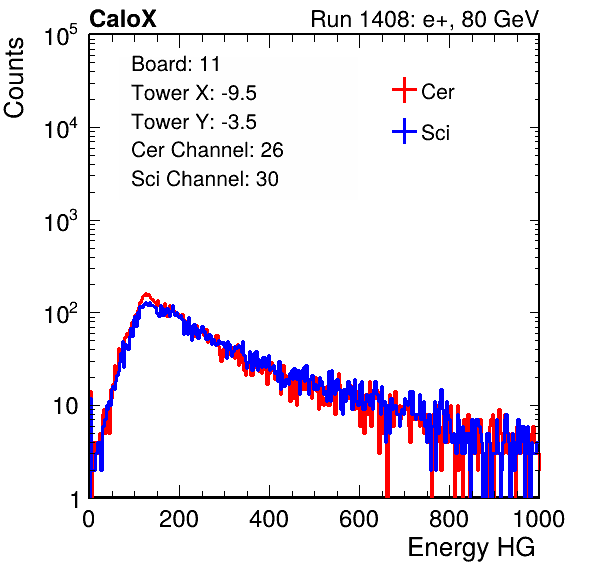 CaloX Run 1408: e+, 80 GeV
Counts
Board: 11
Tower X: -9.5
Tower Y: -3.5
Cer Channel: 26
Sci Channel: 30
Cer
Sci
10^5
10^4
10^3
10^2
10
1
0 200 400 600 800 1000
Energy HG